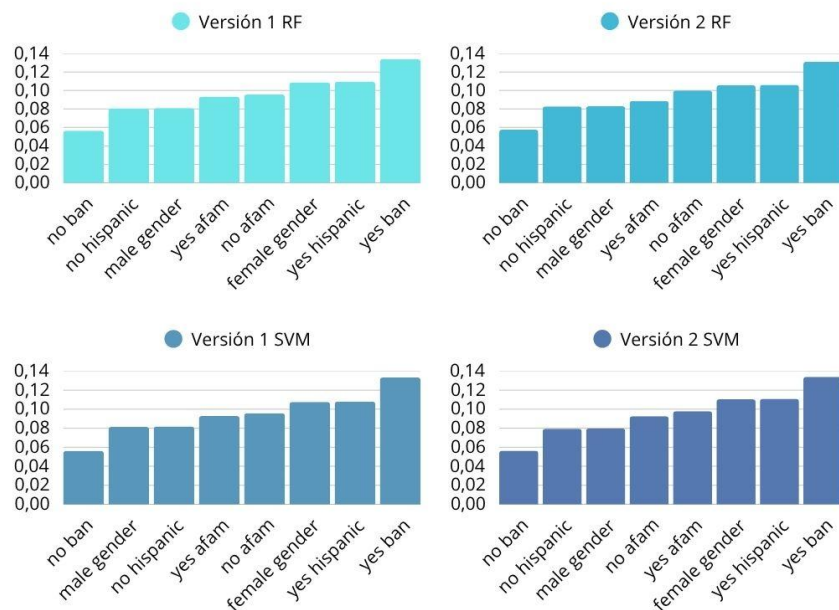 Versión 1 RF
0,14
0,12
0,10
0,08
0,06
0,04
0,02
0,00
no ban
no hispanic
male gender
yes afam
no afam
female gender
yes hispanic
yes ban
Versión 2 RF
0,14
0,12
0,10
0,08
0,06
0,04
0,02
0,00
no ban
no hispanic
male gender
yes afam
no afam
female gender
yes hispanic
yes ban
Versión 1 SVM
0,14
0,12
0,10
0,08
0,06
0,04
0,02
0,00
no ban
male gender
no hispanic
yes afam
no afam
female gender
yes hispanic
yes ban
Versión 2 SVM
0,14
0,12
0,10
0,08
0,06
0,04
0,02
0,00
no ban
no hispanic
male gender
no afam
yes afam
female gender
yes hispanic
yes ban